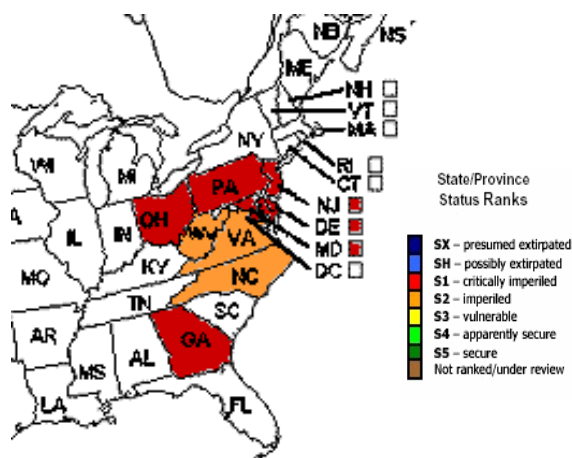 NB
NS
ME
NH
VT
MA
NY
WI
MI
RI
CT
PA
NJ
OH
DE
IL
IN
WV
VA
MD
DC
KY
MO
NC
TN
SC
AR
GA
MS
AL
LA
FL
State/Province
Status Ranks
SX – presumed extirpated
SH – possibly extirpated
S1 – critically imperiled
S2 – imperiled
S3 – vulnerable
S4 – apparently secure
S5 – secure
Not ranked/under review